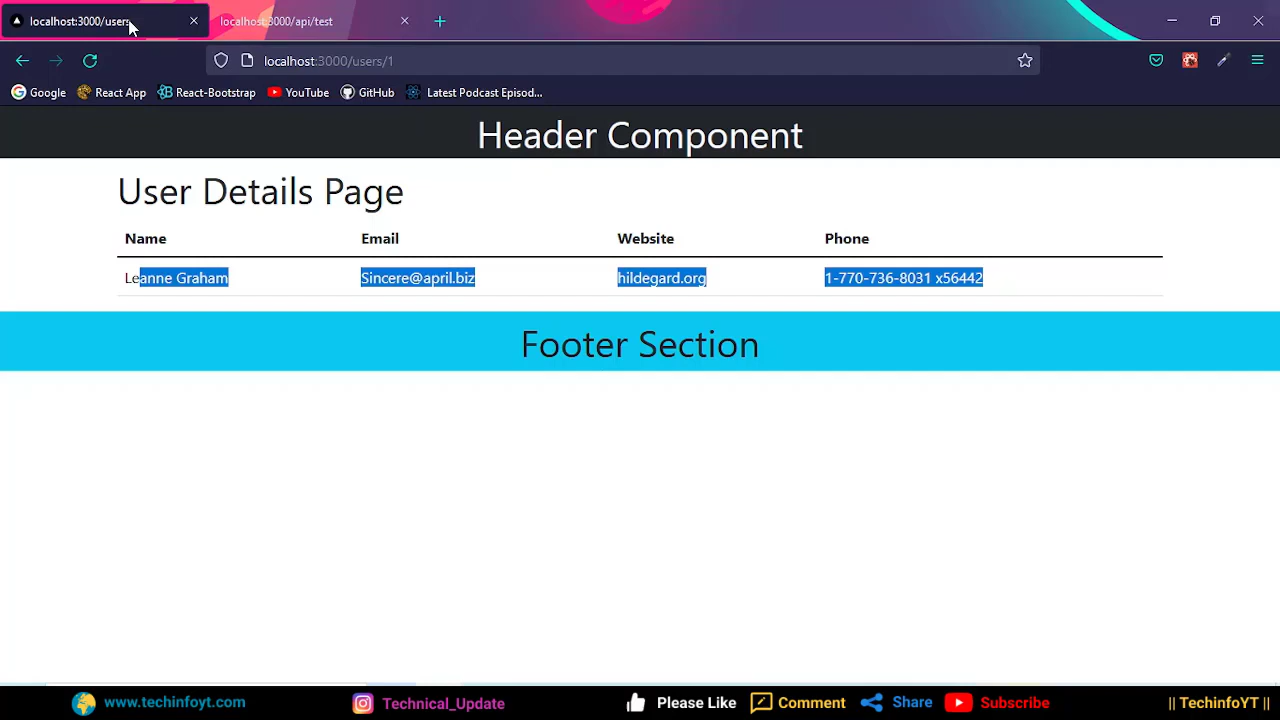 localhost:3000/users
localhost:3000/api/test
localhost:3000/users/1
Google React App React-Bootstrap YouTube GitHub Latest Podcast Episod...
Header Component
User Details Page
Name Email Website Phone
Leanne Graham Sincere@april.biz hildegard.org 1-770-736-8031 x56442
Footer Section
www.techinfoyt.com Technical_Update Please Like Comment Share Subscribe || TechinfoYT ||